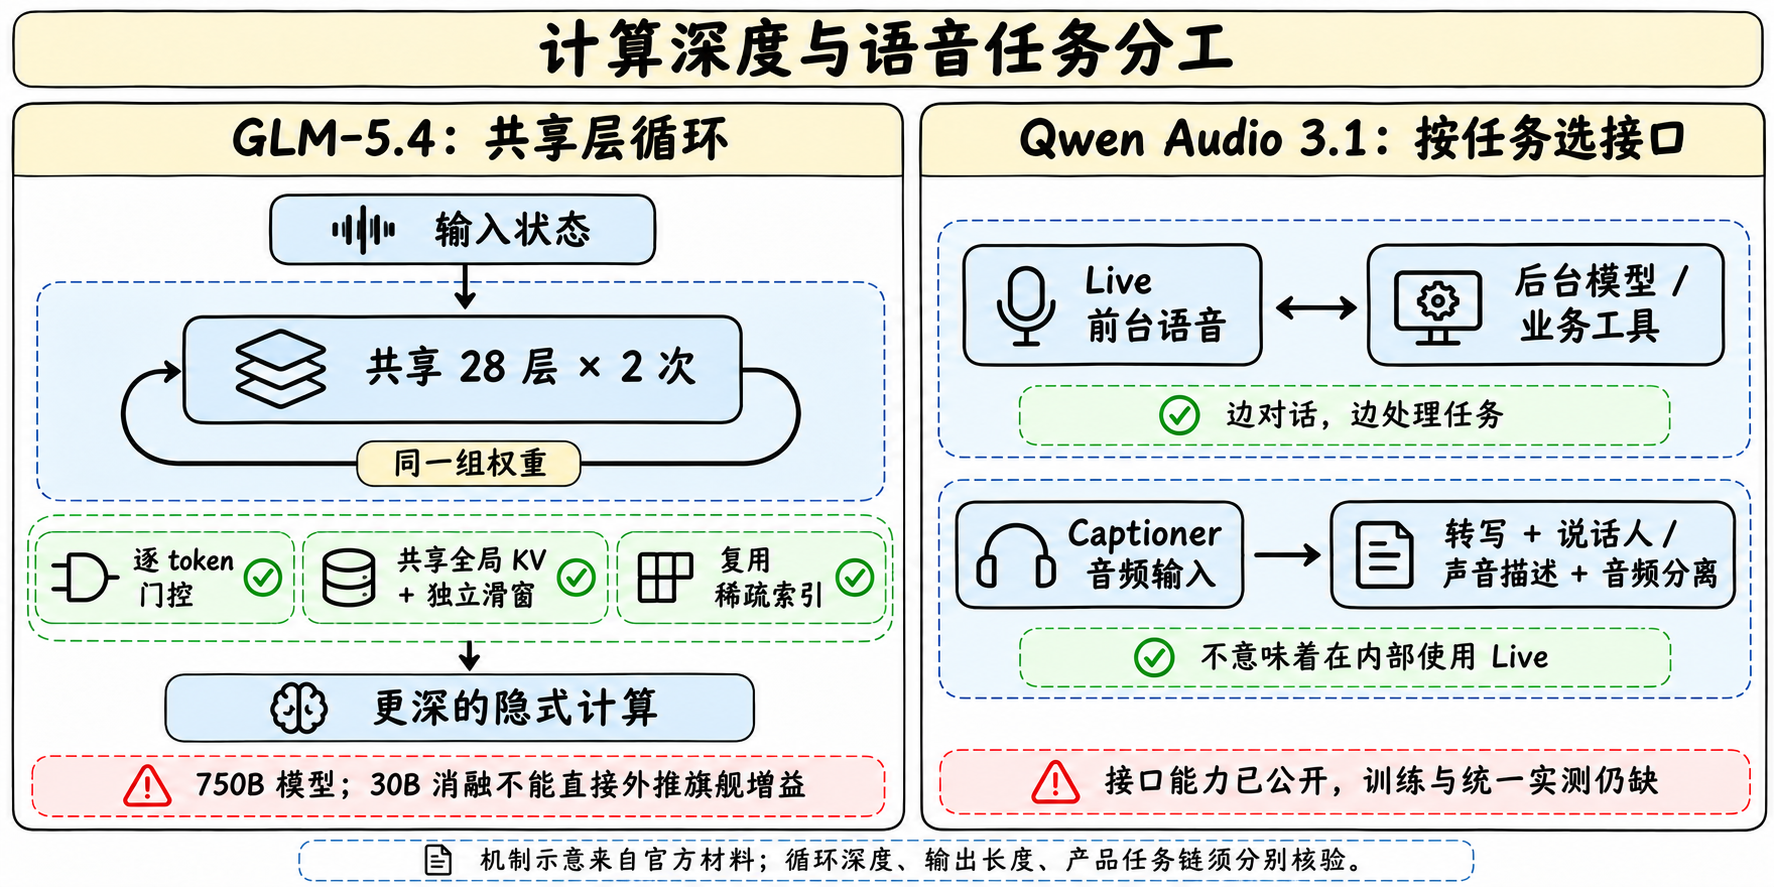 计算深度与语音任务分工
GLM-5.4：共享层循环
输入状态
共享 28 层 × 2 次
同一组权重
逐 token
门控
共享全局 KV
+ 独立滑窗
复用
稀疏索引
更深的隐式计算
750B 模型；30B 消融不能直接外推旗舰增益
Qwen Audio 3.1：按任务选接口
Live
前台语音
后台模型 /
业务工具
边对话，边处理任务
Captioner
音频输入
转写 + 说话人 /
声音描述 + 音频分离
不意味着在内部使用 Live
接口能力已公开，训练与统一实测仍缺
机制示意来自官方材料；循环深度、输出长度、产品任务链须分别核验。